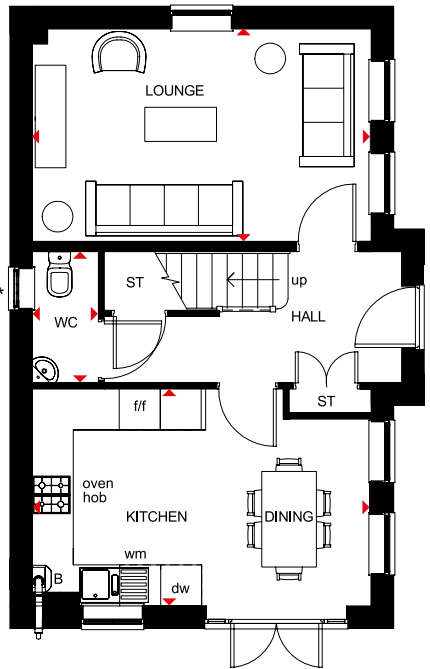 LOUNGE
ST
up
*
WC
HALL
ST
f/f
oven
hob
KITCHEN
DINING
wm
B
dw